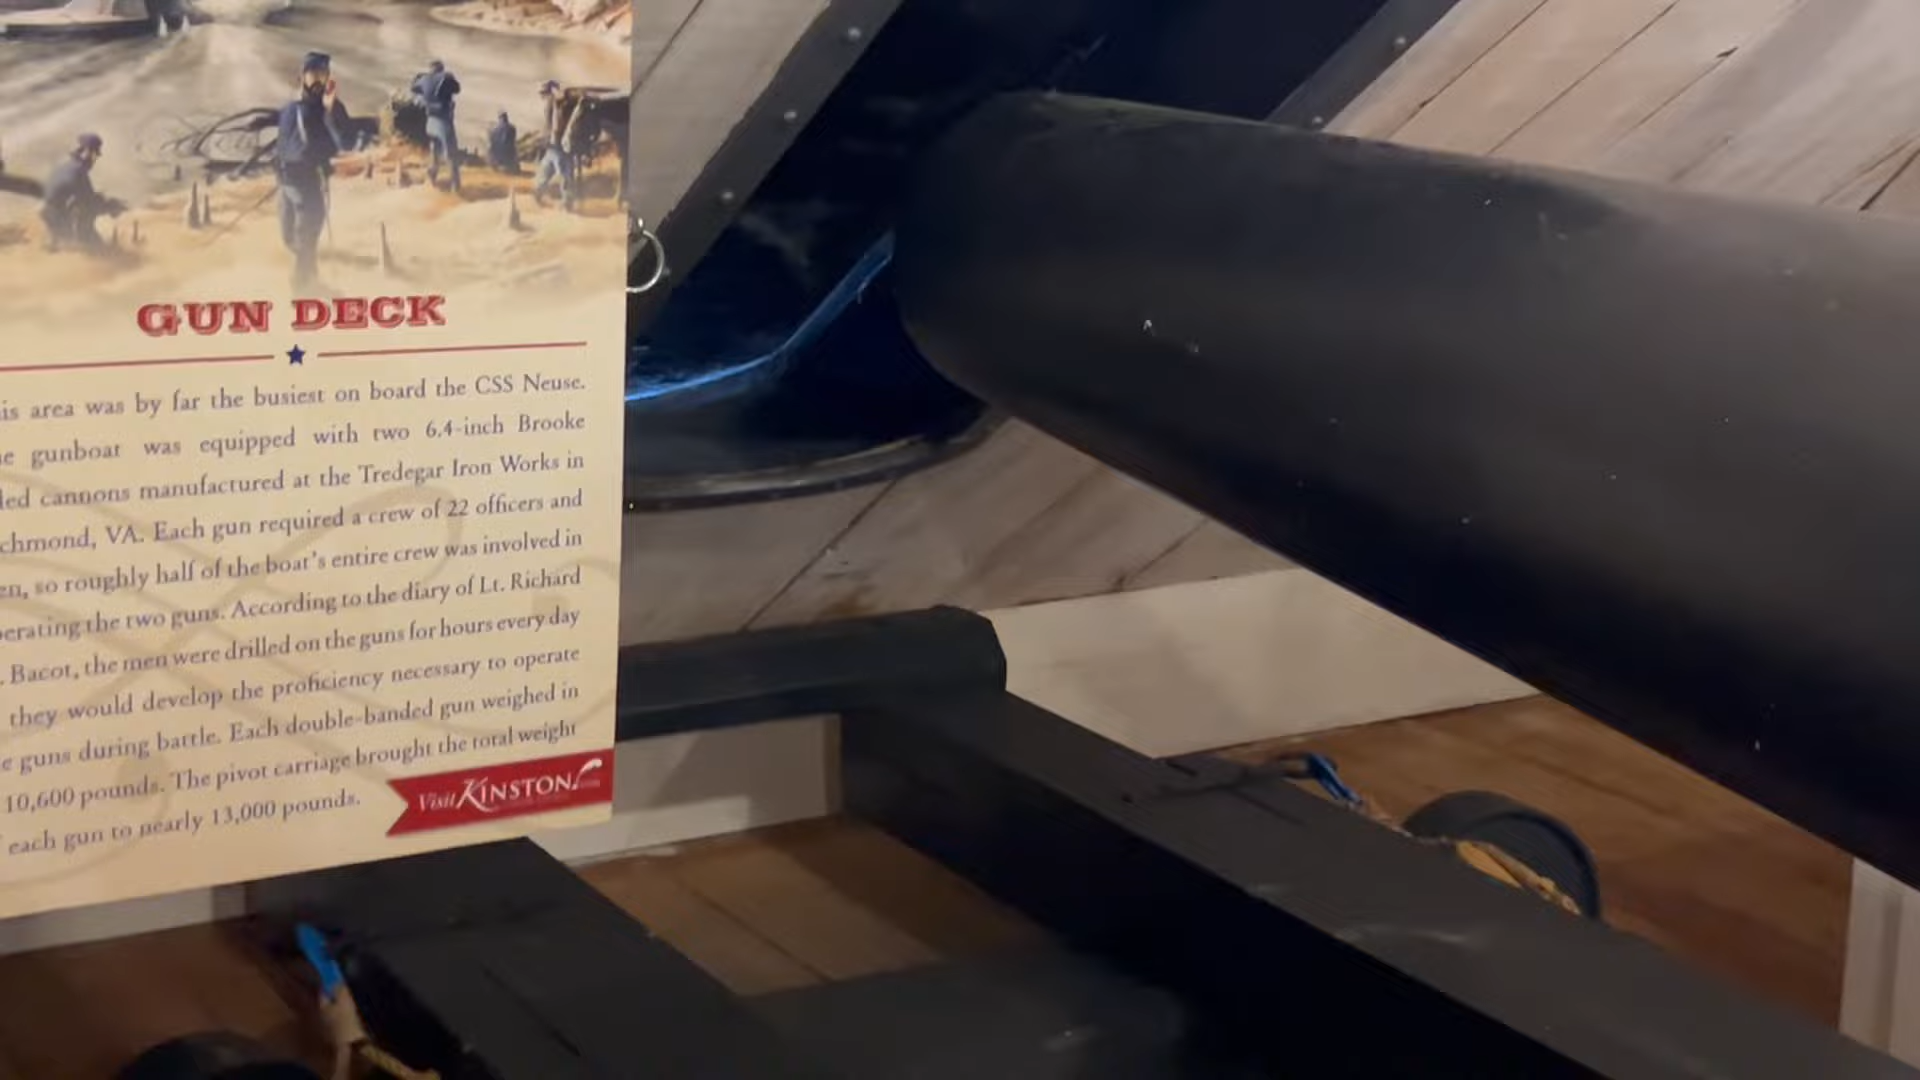 GUN DECK
is area was by far the busiest on board the CSS Neuse.
e gunboat was equipped with two 6.4-inch Brooke
led cannons manufactured at the Tredegar Iron Works in
chmond, VA. Each gun required a crew of 22 officers and
en, so roughly half of the boat's entire crew was involved in
erating the two guns. According to the diary of Lt. Richard
. Bacot, the men were drilled on the guns for hours every day
they would develop the proficiency necessary to operate
e guns during battle. Each double-banded gun weighed in
10,600 pounds. The pivot carriage brought the total weight
each gun to nearly 13,000 pounds.
Visit KINSTON